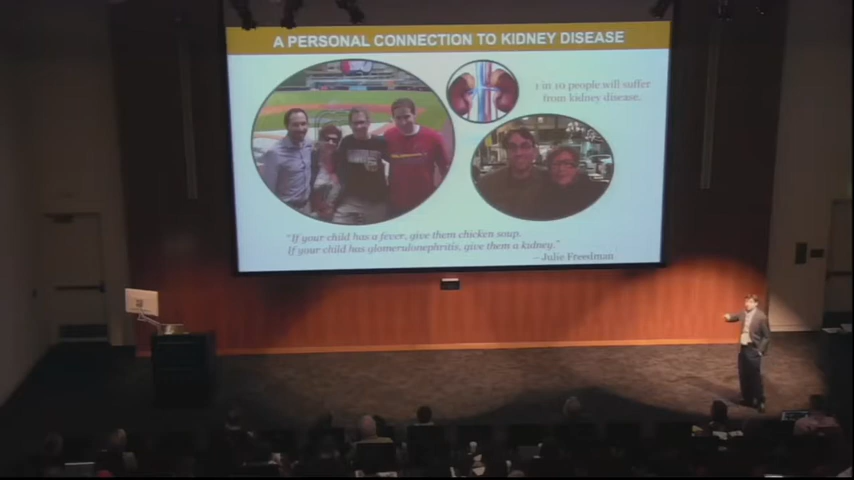 A PERSONAL CONNECTION TO KIDNEY DISEASE
1 in 10 people will suffer
from kidney disease.
"If your child has a fever, give them chicken soup.
If your child has glomerulonephritis, give them a kidney."
– Julie Freedman